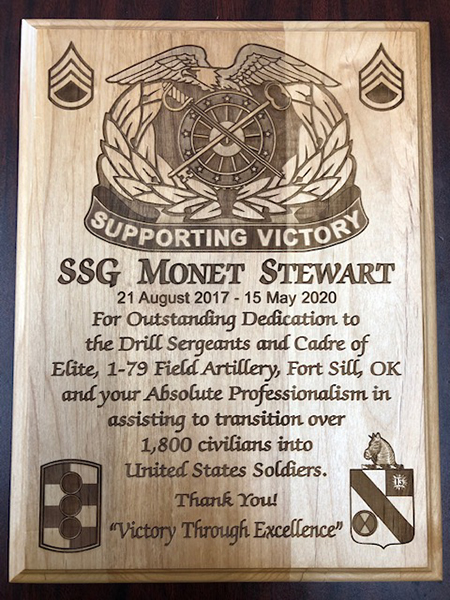 SUPPORTING VICTORY
SSG MONET STEWART
21 August 2017 - 15 May 2020
For Outstanding Dedication to
the Drill Sergeants and Cadre of
Elite, 1-79 Field Artillery, Fort Sill, OK
and your Absolute Professionalism in
assisting to transition over
1,800 civilians into
United States Soldiers.
Thank You!
"Victory Through Excellence"